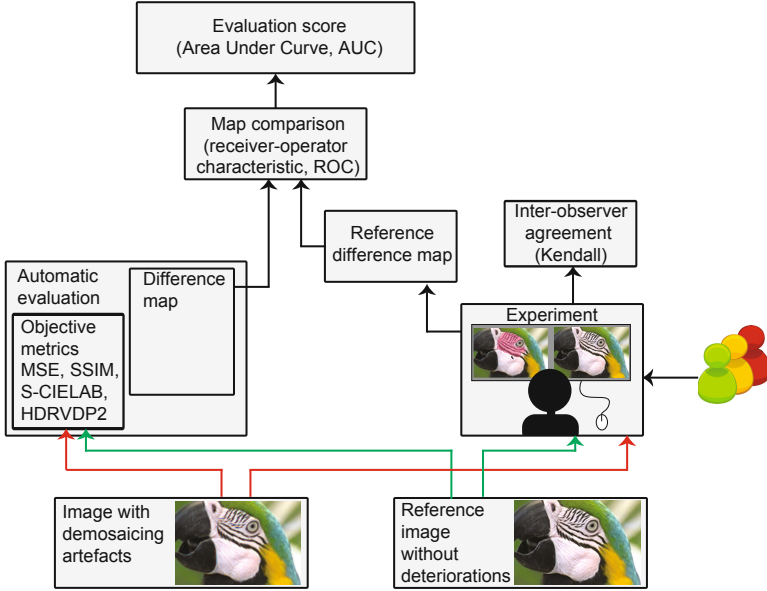 Evaluation score
(Area Under Curve, AUC)
Map comparison
(receiver-operator
characteristic, ROC)
Reference
difference map
Inter-observer
agreement
(Kendall)
Automatic
evaluation
Difference
map
Objective
metrics
MSE, SSIM,
S-CIELAB,
HDRVDP2
Experiment
Image with
demosaicing
artefacts
Reference
image
without
deteriorations